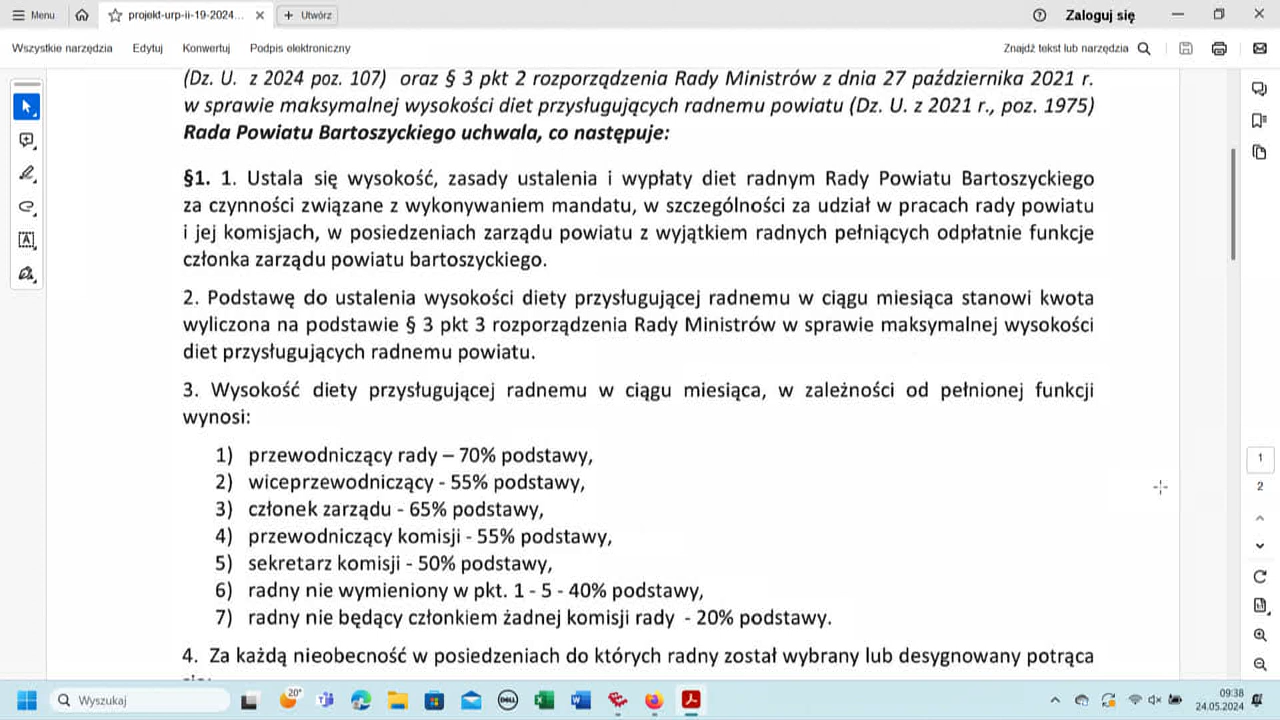 Menu
projekt-urp-ii-19-2024...
Utwórz
Zaloguj się
Wszystkie narzędzia Edytuj Konwertuj Podpis elektroniczny
Znajdź tekst lub narzędzia
(Dz. U. z 2024 poz. 107) oraz § 3 pkt 2 rozporządzenia Rady Ministrów z dnia 27 października 2021 r.
w sprawie maksymalnej wysokości diet przysługujących radnemu powiatu (Dz. U. z 2021 r., poz. 1975)
Rada Powiatu Bartoszyckiego uchwala, co następuje:
§1. 1. Ustala się wysokość, zasady ustalenia i wypłaty diet radnym Rady Powiatu Bartoszyckiego
za czynności związane z wykonywaniem mandatu, w szczególności za udział w pracach rady powiatu
i jej komisjach, w posiedzeniach zarządu powiatu z wyjątkiem radnych pełniących odpłatnie funkcje
członka zarządu powiatu bartoszyckiego.
2. Podstawę do ustalenia wysokości diety przysługującej radnemu w ciągu miesiąca stanowi kwota
wyliczona na podstawie § 3 pkt 3 rozporządzenia Rady Ministrów w sprawie maksymalnej wysokości
diet przysługujących radnemu powiatu.
3. Wysokość diety przysługującej radnemu w ciągu miesiąca, w zależności od pełnionej funkcji
wynosi:
1) przewodniczący rady – 70% podstawy,
2) wiceprzewodniczący - 55% podstawy,
3) członek zarządu - 65% podstawy,
4) przewodniczący komisji - 55% podstawy,
5) sekretarz komisji - 50% podstawy,
6) radny nie wymieniony w pkt. 1 - 5 - 40% podstawy,
7) radny nie będący członkiem żadnej komisji rady - 20% podstawy.
4. Za każdą nieobecność w posiedzeniach do których radny został wybrany lub desygnowany potrąca
1
2
Wyszukaj
20°
DELL
09:38
24.05.2024